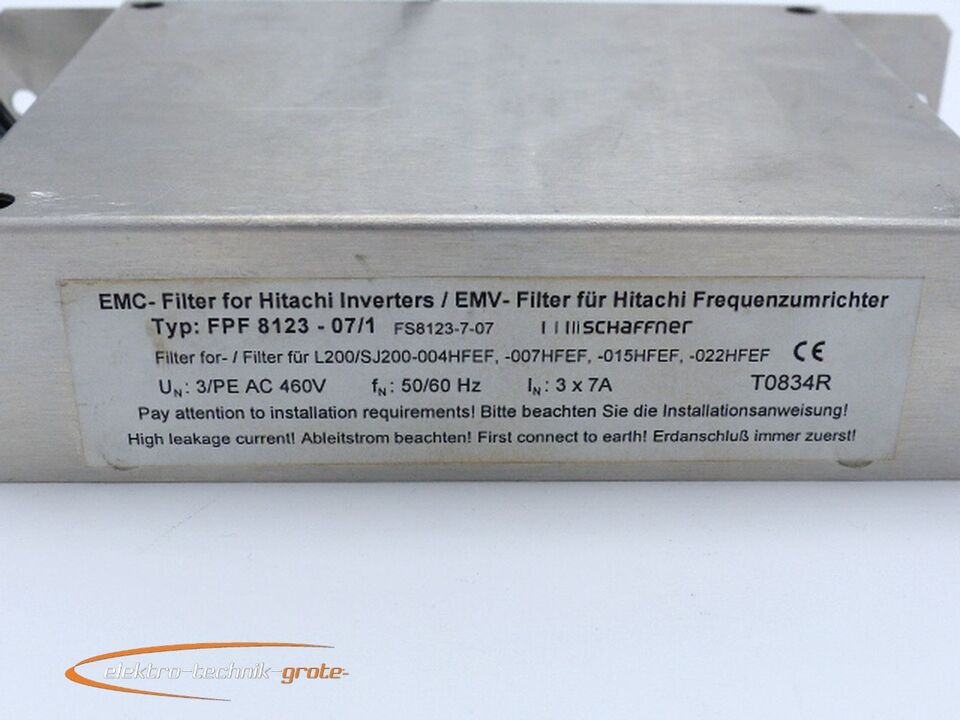 EMC- Filter for Hitachi Inverters / EMV- Filter für Hitachi Frequenzumrichter
Typ: FPF 8123 - 07/1 FS8123-7-07 SCHAFFNER
Filter for- / Filter für L200/SJ200-004HFEF, -007HFEF, -015HFEF, -022HFEF CE
UN: 3/PE AC 460V fN: 50/60 Hz IN: 3 x 7A T0834R
Pay attention to installation requirements! Bitte beachten Sie die Installationsanweisung!
High leakage current! Ableitstrom beachten! First connect to earth! Erdanschluß immer zuerst!
elektro-technik-grote-